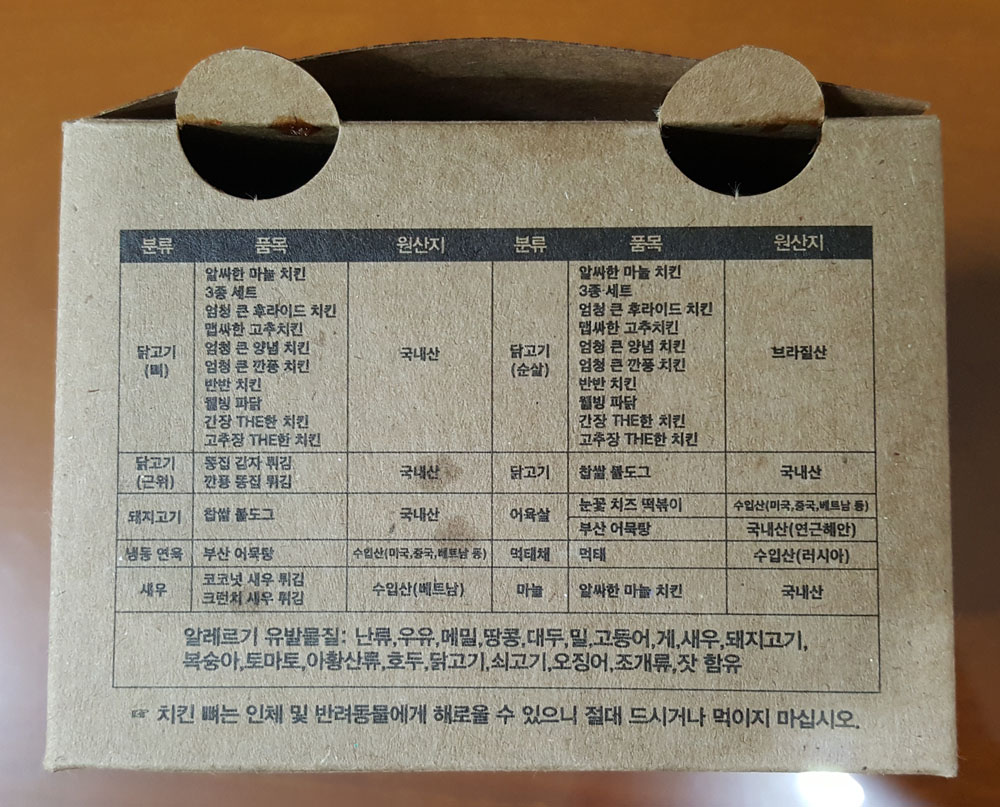 분류 품목 원산지 분류 품목 원산지
닭고기
(뼈)
알싸한 마늘 치킨
3종 세트
엄청 큰 후라이드 치킨
맵싸한 고추치킨
엄청 큰 양념 치킨
엄청 큰 깐풍 치킨
반반 치킨
웰빙 파닭
간장 THE한 치킨
고추장 THE한 치킨
국내산
닭고기
(순살)
알싸한 마늘 치킨
3종 세트
엄청 큰 후라이드 치킨
맵싸한 고추치킨
엄청 큰 양념 치킨
엄청 큰 깐풍 치킨
반반 치킨
웰빙 파닭
간장 THE한 치킨
고추장 THE한 치킨
브라질산
닭고기
(근위)
똥집 감자 튀김
깐풍 똥집 튀김
국내산
닭고기
찹쌀 볼도그
국내산
돼지고기
찹쌀 볼도그
국내산
어육살
눈꽃 치즈 떡볶이
수입산(미국,중국,베트남 등)
부산 어묵탕
국내산(연근해안)
냉동 연육
부산 어묵탕
수입산(미국,중국,베트남 등)
먹태채
먹태
수입산(러시아)
새우
코코넛 새우 튀김
크런치 새우 튀김
수입산(베트남)
마늘
알싸한 마늘 치킨
국내산
알레르기 유발물질: 난류,우유,메밀,땅콩,대두,밀,고등어,게,새우,돼지고기,
복숭아,토마토,아황산류,호두,닭고기,쇠고기,오징어,조개류,잣 함유
☞ 치킨 뼈는 인체 및 반려동물에게 해로울 수 있으니 절대 드시거나 먹이지 마십시오.